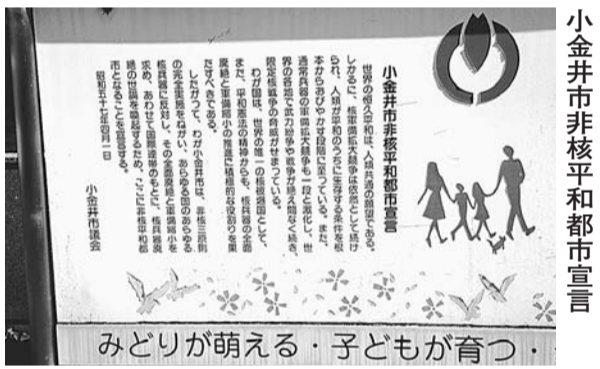 小金井市非核平和都市宣言
小金井市非核平和都市宣言
世界の恒久平和は、人類共通の願望である。
しかるに、核軍備拡大競争は依然として続け
られ、人類が平和のうちに生存する条件を根
本からおびやかす段階に至つている。また、
通常兵器の軍備拡大競争も一段と激化し、世
界の各地で武力紛争や戦争が絶え間なく続き、
限定核戦争の脅威がせまつている。
わが国は、世界の唯一の核被爆国として、
また、平和憲法の精神からも、核兵器の全面
廃絶と軍備縮小の推進に積極的な役割りを果
たすべきである。
したがつて、わが小金井市は、非核三原則
の完全実施をねがい、あらゆる国のあらゆる
核兵器に反対し、その全面廃絶と軍備縮小を
求め、あわせて国際連帯のもとに、核兵器廃
絶の世論を喚起するため、ここに非核平和都
市となることを宣言する。
昭和五十七年四月一日
小金井市議会
みどりが萌える・子どもが育つ・